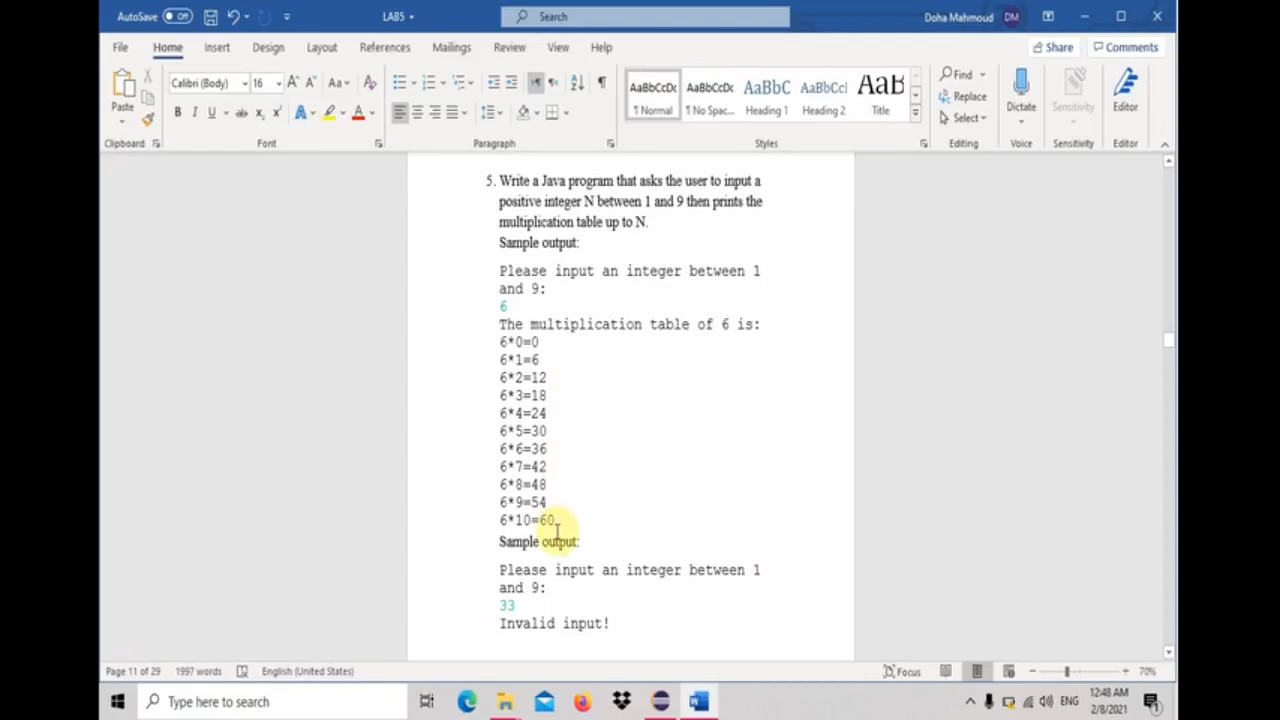 AutoSave Off LAB5 Search Doha Mahmoud DM
File Home Insert Design Layout References Mailings Review View Help Share Comments
Calibri (Body) 16 A A Aa A AaBbCcDc AaBbCcDc AaBbC AaBbCcl AaB Find
Paste B I U ab x₂ x² A A ¶ Normal ¶ No Spac... Heading 1 Heading 2 Title Replace Select Dictate Sensitivity Editor
Clipboard Font Paragraph Styles Editing Voice Sensitivity Editor
5. Write a Java program that asks the user to input a
positive integer N between 1 and 9 then prints the
multiplication table up to N.
Sample output:
Please input an integer between 1
and 9:
6
The multiplication table of 6 is:
6*0=0
6*1=6
6*2=12
6*3=18
6*4=24
6*5=30
6*6=36
6*7=42
6*8=48
6*9=54
6*10=60
Sample output:
Please input an integer between 1
and 9:
33
Invalid input!
Page 11 of 29 1997 words English (United States) Focus 70%
Type here to search ENG 12:48 AM
2/8/2021